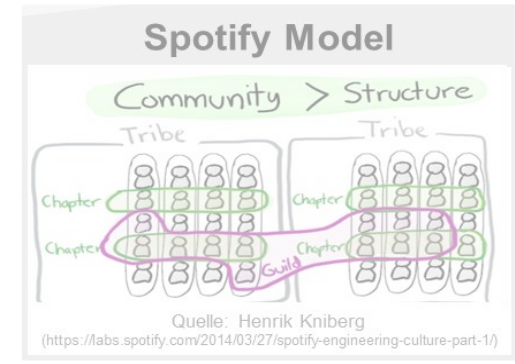 Spotify Model
Community > Structure
Tribe Tribe
Chapter Chapter
Chapter Chapter
Guild
Quelle: Henrik Kniberg
(https://labs.spotify.com/2014/03/27/spotify-engineering-culture-part-1/)